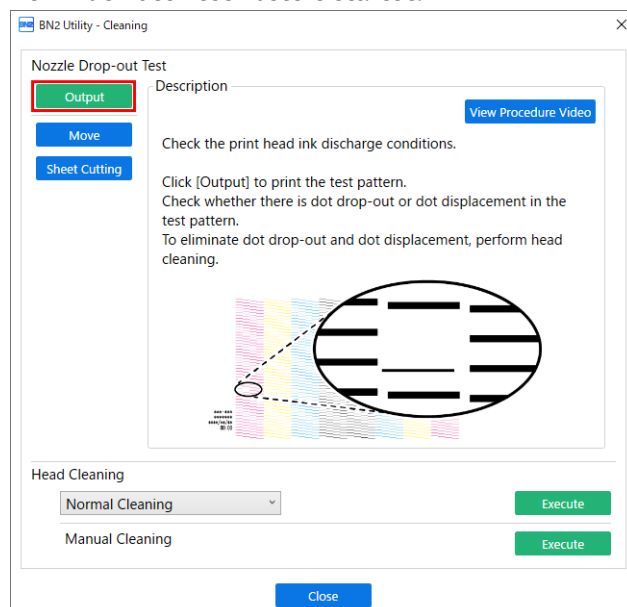 BN2 Utility - Cleaning
Nozzle Drop-out Test
Output
Move
Sheet Cutting
Description
View Procedure Video
Check the print head ink discharge conditions.
Click [Output] to print the test pattern.
Check whether there is dot drop-out or dot displacement in the
test pattern.
To eliminate dot drop-out and dot displacement, perform head
cleaning.
Head Cleaning
Normal Cleaning
Execute
Manual Cleaning
Execute
Close